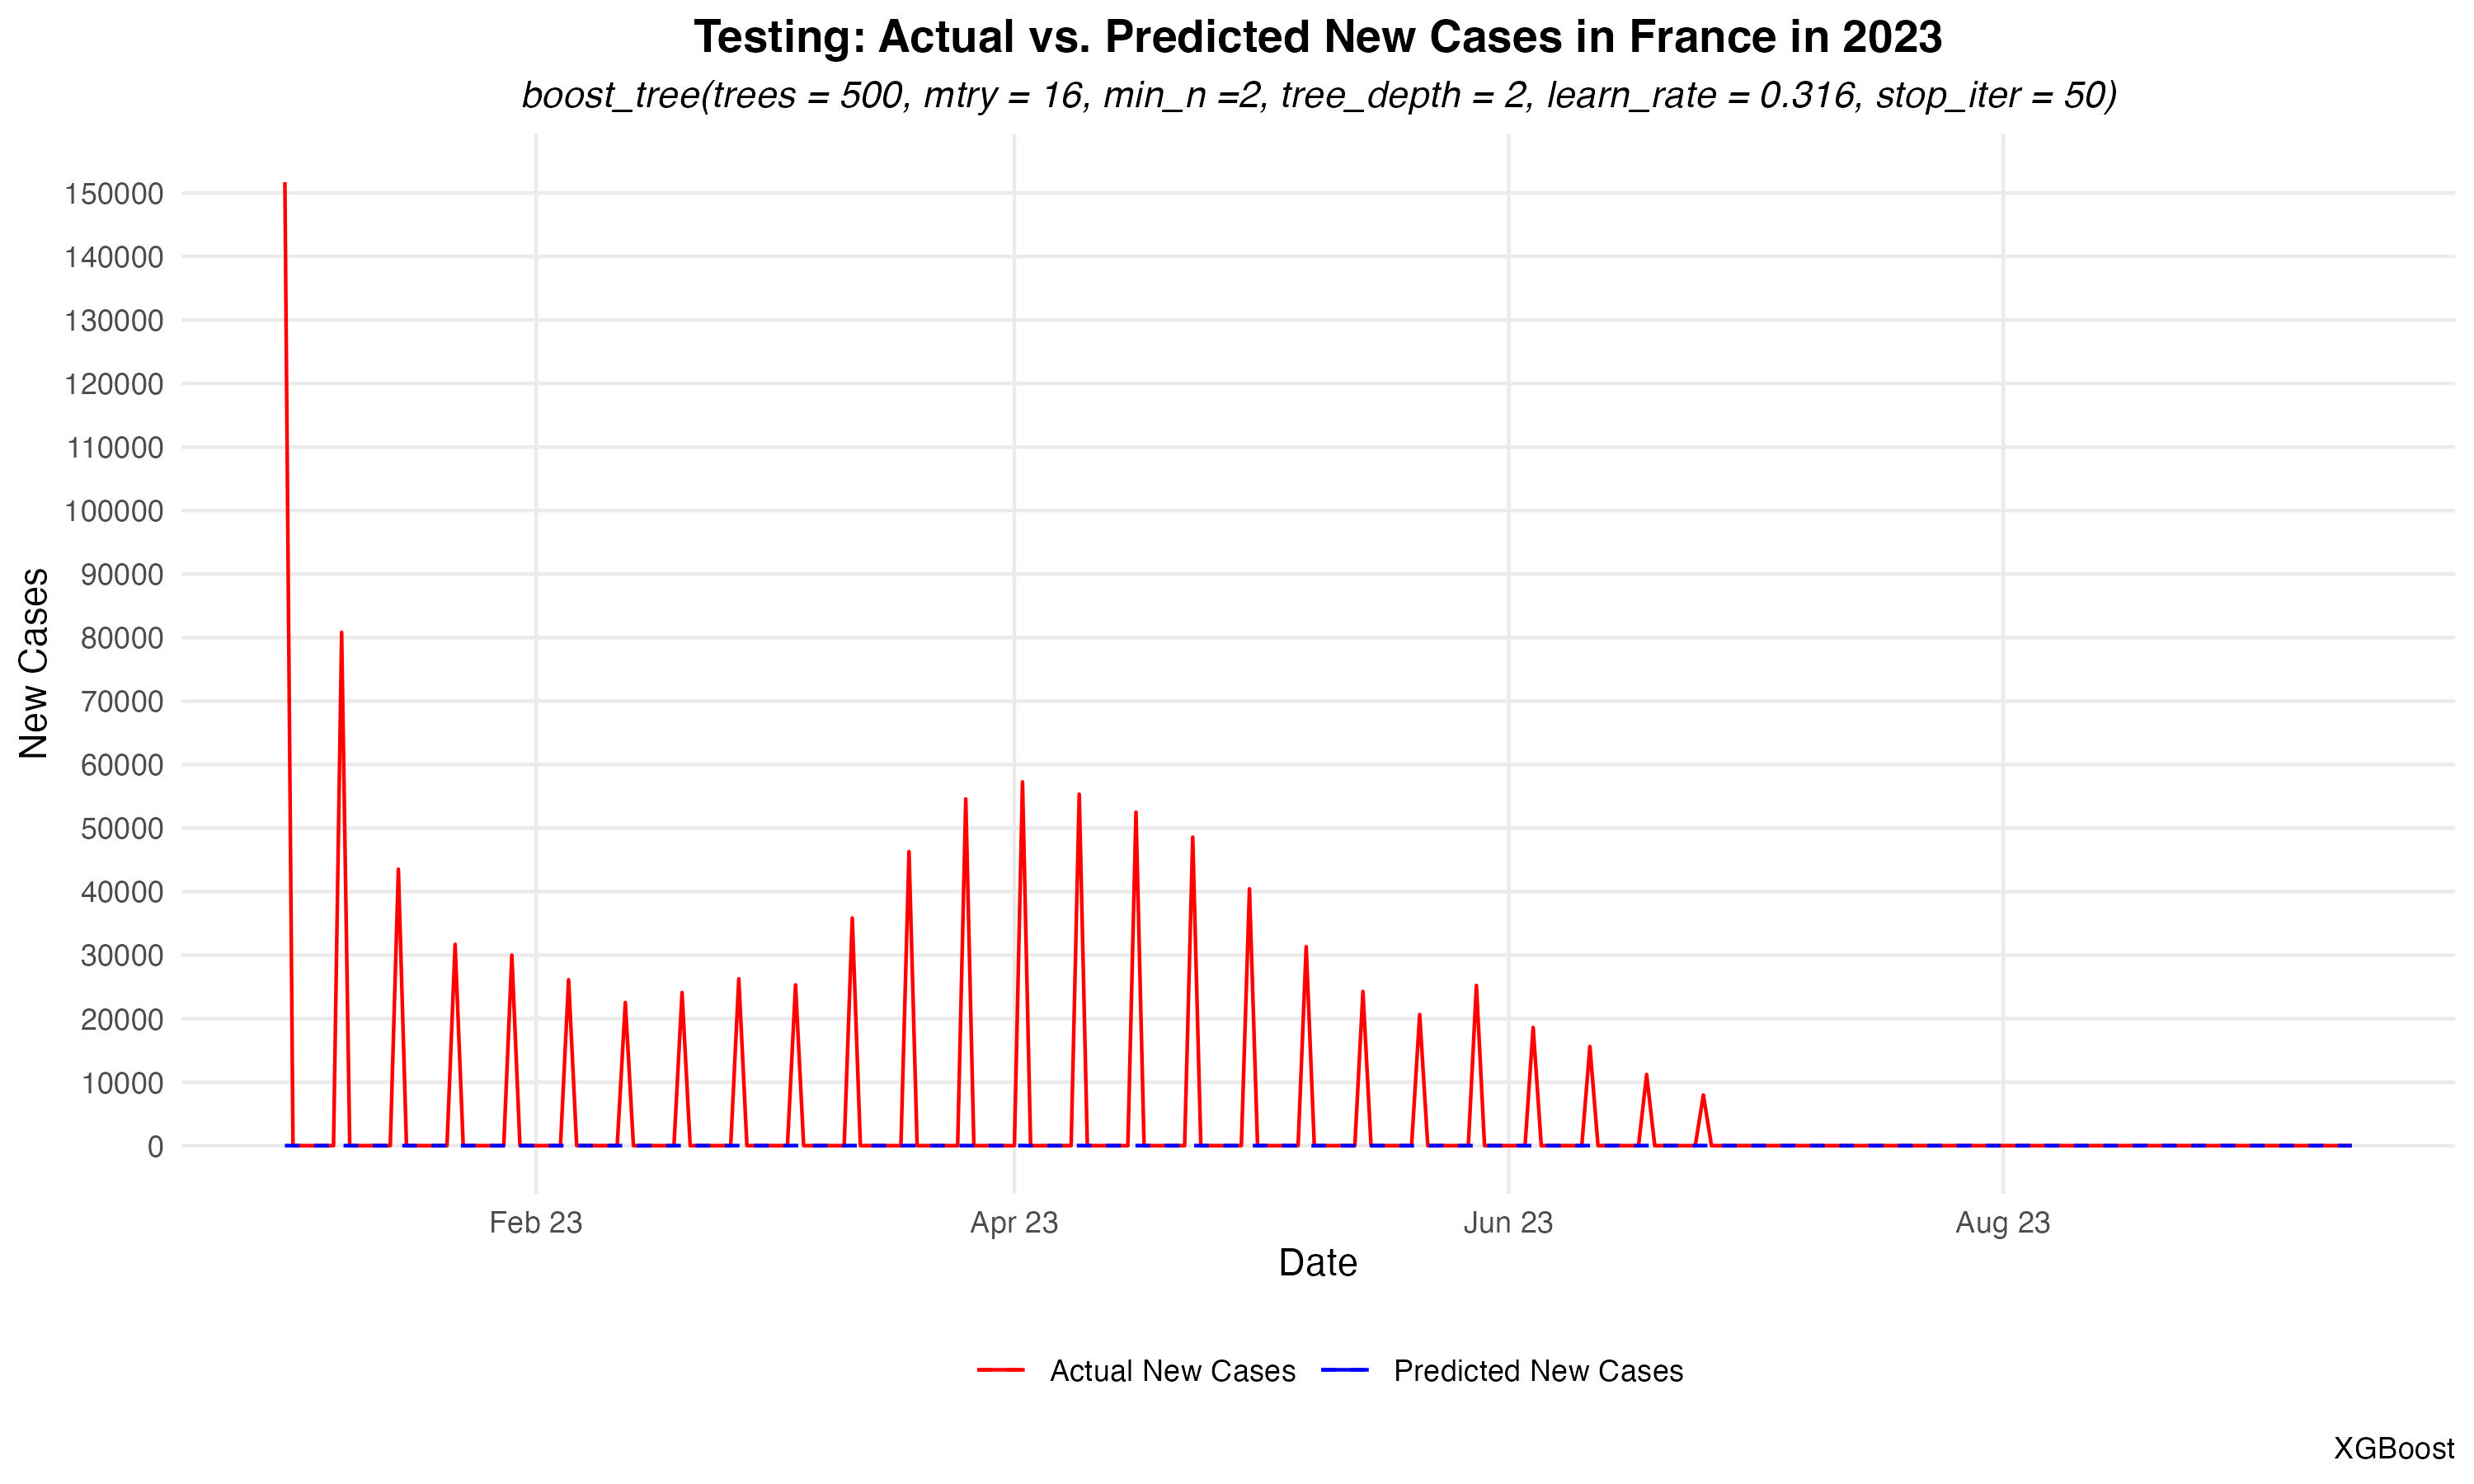 Testing: Actual vs. Predicted New Cases in France in 2023
boost_tree(trees = 500, mtry = 16, min_n =2, tree_depth = 2, learn_rate = 0.316, stop_iter = 50)
New Cases
150000
140000
130000
120000
110000
100000
90000
80000
70000
60000
50000
40000
30000
20000
10000
0
Feb 23 Apr 23 Jun 23 Aug 23
Date
Actual New Cases Predicted New Cases
XGBoost